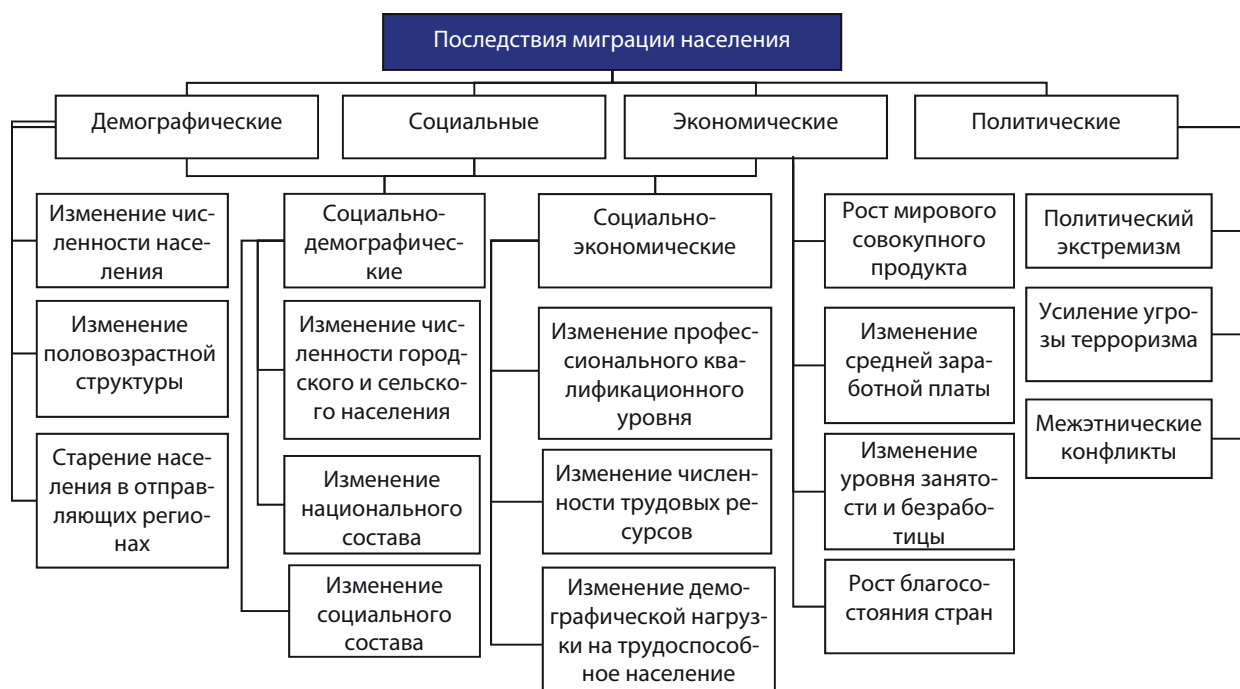 Последствия миграции населения
Демографические
Социальные
Экономические
Политические
Изменение чис-
ленности насе-
ления
Изменение
половозрастной
структуры
Старение насе-
ления в отправ-
ляющих регио-
нах
Социально-
демографиче-
ские
Изменение чис-
ленности город-
ского и сельско-
го населения
Изменение
национального
состава
Изменение
социального
состава
Социально-
экономические
Изменение профес-
сионального ква-
лификационного
уровня
Изменение числен-
ности трудовых ре-
сурсов
Изменение демо-
графической нагруз-
ки на трудоспособ-
ное население
Рост мирового
совокупного
продукта
Изменение
средней зара-
ботной платы
Изменение
уровня занято-
сти и безрабо-
тицы
Рост благосо-
стояния стран
Политический
экстремизм
Усиление угро-
зы терроризма
Межэтнические
конфликты